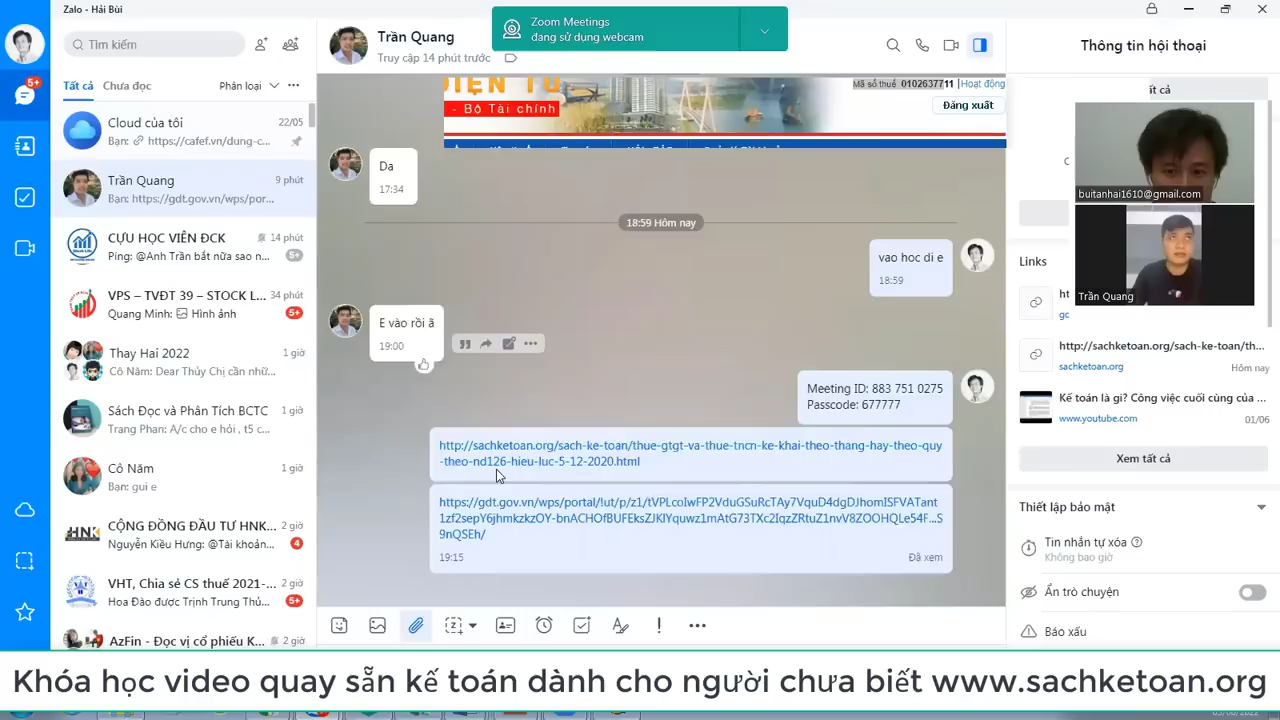 Zalo - Hải Bùi
Zoom Meetings
đang sử dụng webcam
Tìm kiếm
Tất cả
Chưa đọc
Phân loại
Cloud của tôi
22/05
Bạn: https://cafef.vn/dung-c...
Trần Quang
9 phút
Bạn: https://gdt.gov.vn/wps/por...
CỰU HỌC VIÊN ĐCK
14 phút
Ping: @Anh Trần bắt nữa sao n...
5+
VPS – TVĐT 39 – STOCK L...
34 phút
Quang Minh: Hình ảnh
5+
Thay Hai 2022
1 giờ
Cô Năm: Dear Thủy Chị cần nhữ...
Sách Đọc và Phân Tích BCTC
1 giờ
Trang Phan: A/c cho e hỏi , t5 c...
Cô Năm
1 giờ
Bạn: gui e
CỘNG ĐỒNG ĐẦU TƯ HNK...
2 giờ
Nguyễn Kiều Hưng: @Tài khoản...
4
VHT, Chia sẻ CS thuế 2021-...
2 giờ
Hoa Đào được Trịnh Trung Thủ...
5+
AzFin - Đọc vị cổ phiếu K...
2 giờ
5+
Trần Quang
Truy cập 14 phút trước
IỆN TỬ
- Bộ Tài chính
Mã số thuế 0102637711 |Hoạt động
Đăng xuất
Da
17:34
18:59 Hôm nay
vao hoc di e
18:59
E vào rồi ã
19:00
Meeting ID: 883 751 0275
Passcode: 677777
http://sachketoan.org/sach-ke-toan/thue-gtgt-va-thue-tncn-ke-khai-theo-thang-hay-theo-quy
-theo-nd126-hieu-luc-5-12-2020.html
https://gdt.gov.vn/wps/portal/!ut/p/z1/tVPLcoIwFP2VduGSuRcTAy7VquD4dgDJhomISFVATant
1zf2sepY6jhmkzkzOY-bnACHOfBUFEksZJKlYquwz1mAtG73TXc2IqzZRtuZ1nvV8ZOOHQLe54F...S
9nQSEh/
19:15
Đã xem
Thông tin hội thoại
ất cả
buitanhai1610@gmail.com
Trần Quang
Links
ht
gc
http://sachketoan.org/sach-ke-toan/th...
sachketoan.org
Hôm nay
Kế toán là gì? Công việc cuối cùng của ...
www.youtube.com
01/06
Xem tất cả
Thiết lập bảo mật
Tin nhắn tự xóa
Không bao giờ
Ẩn trò chuyện
Báo xấu
Khóa học video quay sẵn kế toán dành cho người chưa biết www.sachketoan.org